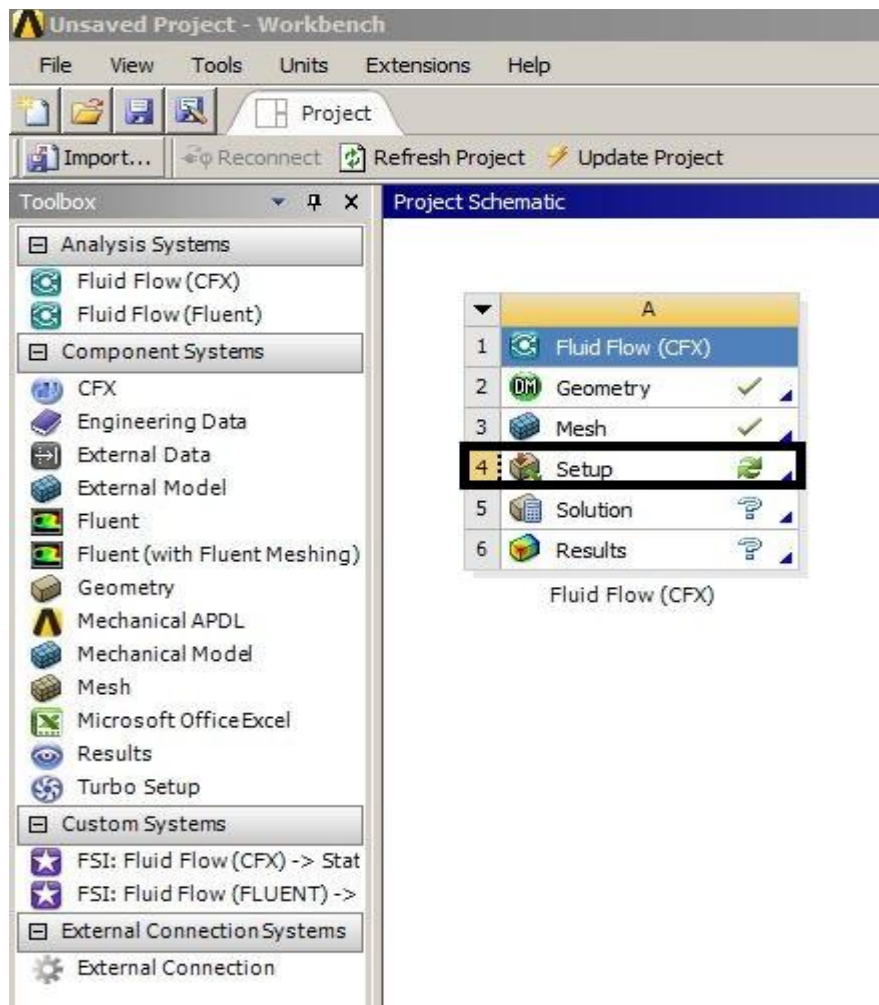 Unsaved Project - Workbench
File View Tools Units Extensions Help
Project
Import... Reconnect Refresh Project Update Project
Toolbox
Project Schematic
Analysis Systems
Fluid Flow (CFX)
Fluid Flow (Fluent)
Component Systems
CFX
Engineering Data
External Data
External Model
Fluent
Fluent (with Fluent Meshing)
Geometry
Mechanical APDL
Mechanical Model
Mesh
Microsoft Office Excel
Results
Turbo Setup
Custom Systems
FSI: Fluid Flow (CFX) -> Stat
FSI: Fluid Flow (FLUENT) ->
External Connection Systems
External Connection
A
1 Fluid Flow (CFX)
2 DM Geometry
3 Mesh
4 Setup
5 Solution ?
6 Results ?
Fluid Flow (CFX)